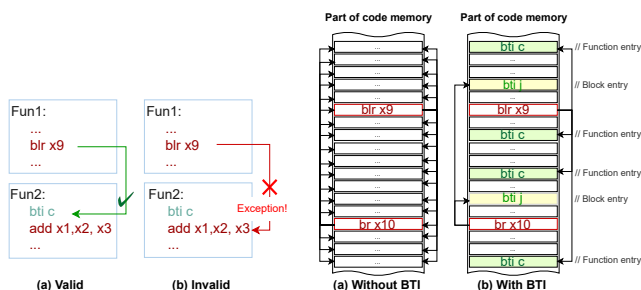 Fun1:
...
blr x9
Fun2:
bti c
add x1,x2, x3
...
(a) Valid
Fun1:
...
blr x9
Exception!
Fun2:
bti c
add x1,x2, x3
...
(b) Invalid
Part of code memory
...
...
...
...
...
blr x9
...
...
...
...
...
...
...
...
br x10
...
...
...
(a) Without BTI
Part of code memory
bti c // Function entry
...
...
bti j // Block entry
...
blr x9
...
bti c // Function entry
...
...
bti c // Function entry
...
bti j // Block entry
...
br x10
...
...
bti c // Function entry
(b) With BTI